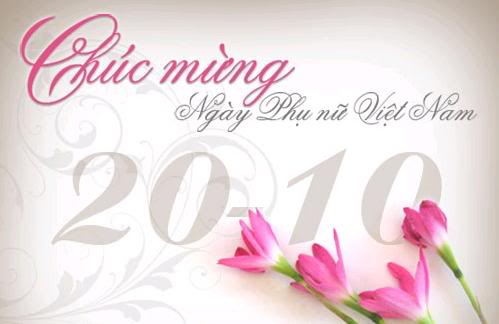 Chúc mừng
Ngày Phụ nữ Việt Nam
20-10